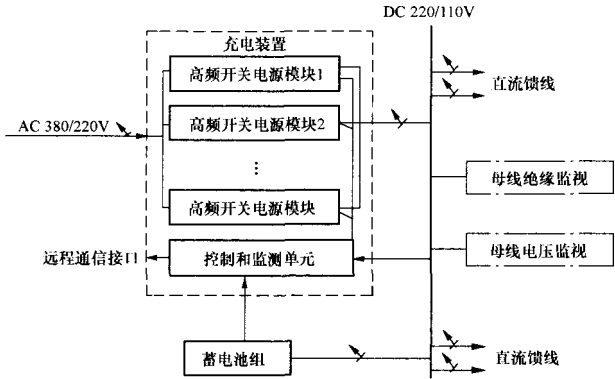 DC 220/110V
充电装置
高频开关电源模块1
直流馈线
AC 380/220V
高频开关电源模块2
⋮
母线绝缘监视
高频开关电源模块
远程通信接口
控制和监测单元
母线电压监视
蓄电池组
直流馈线